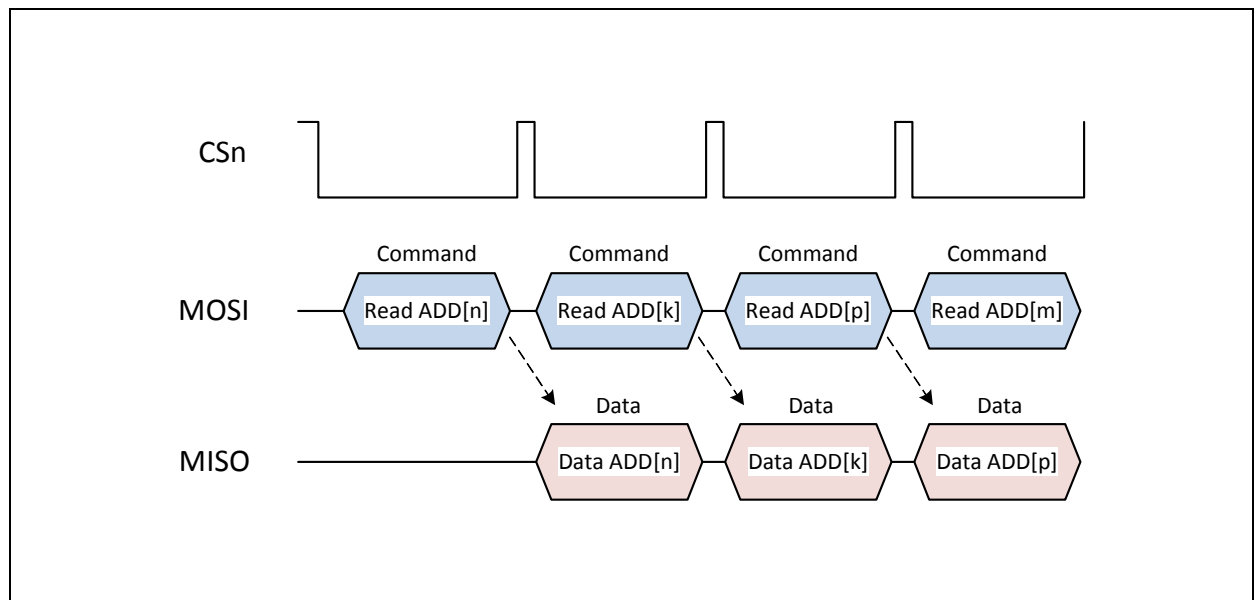 CSn
Command Command Command Command
MOSI Read ADD[n] Read ADD[k] Read ADD[p] Read ADD[m]
Data Data Data
MISO Data ADD[n] Data ADD[k] Data ADD[p]